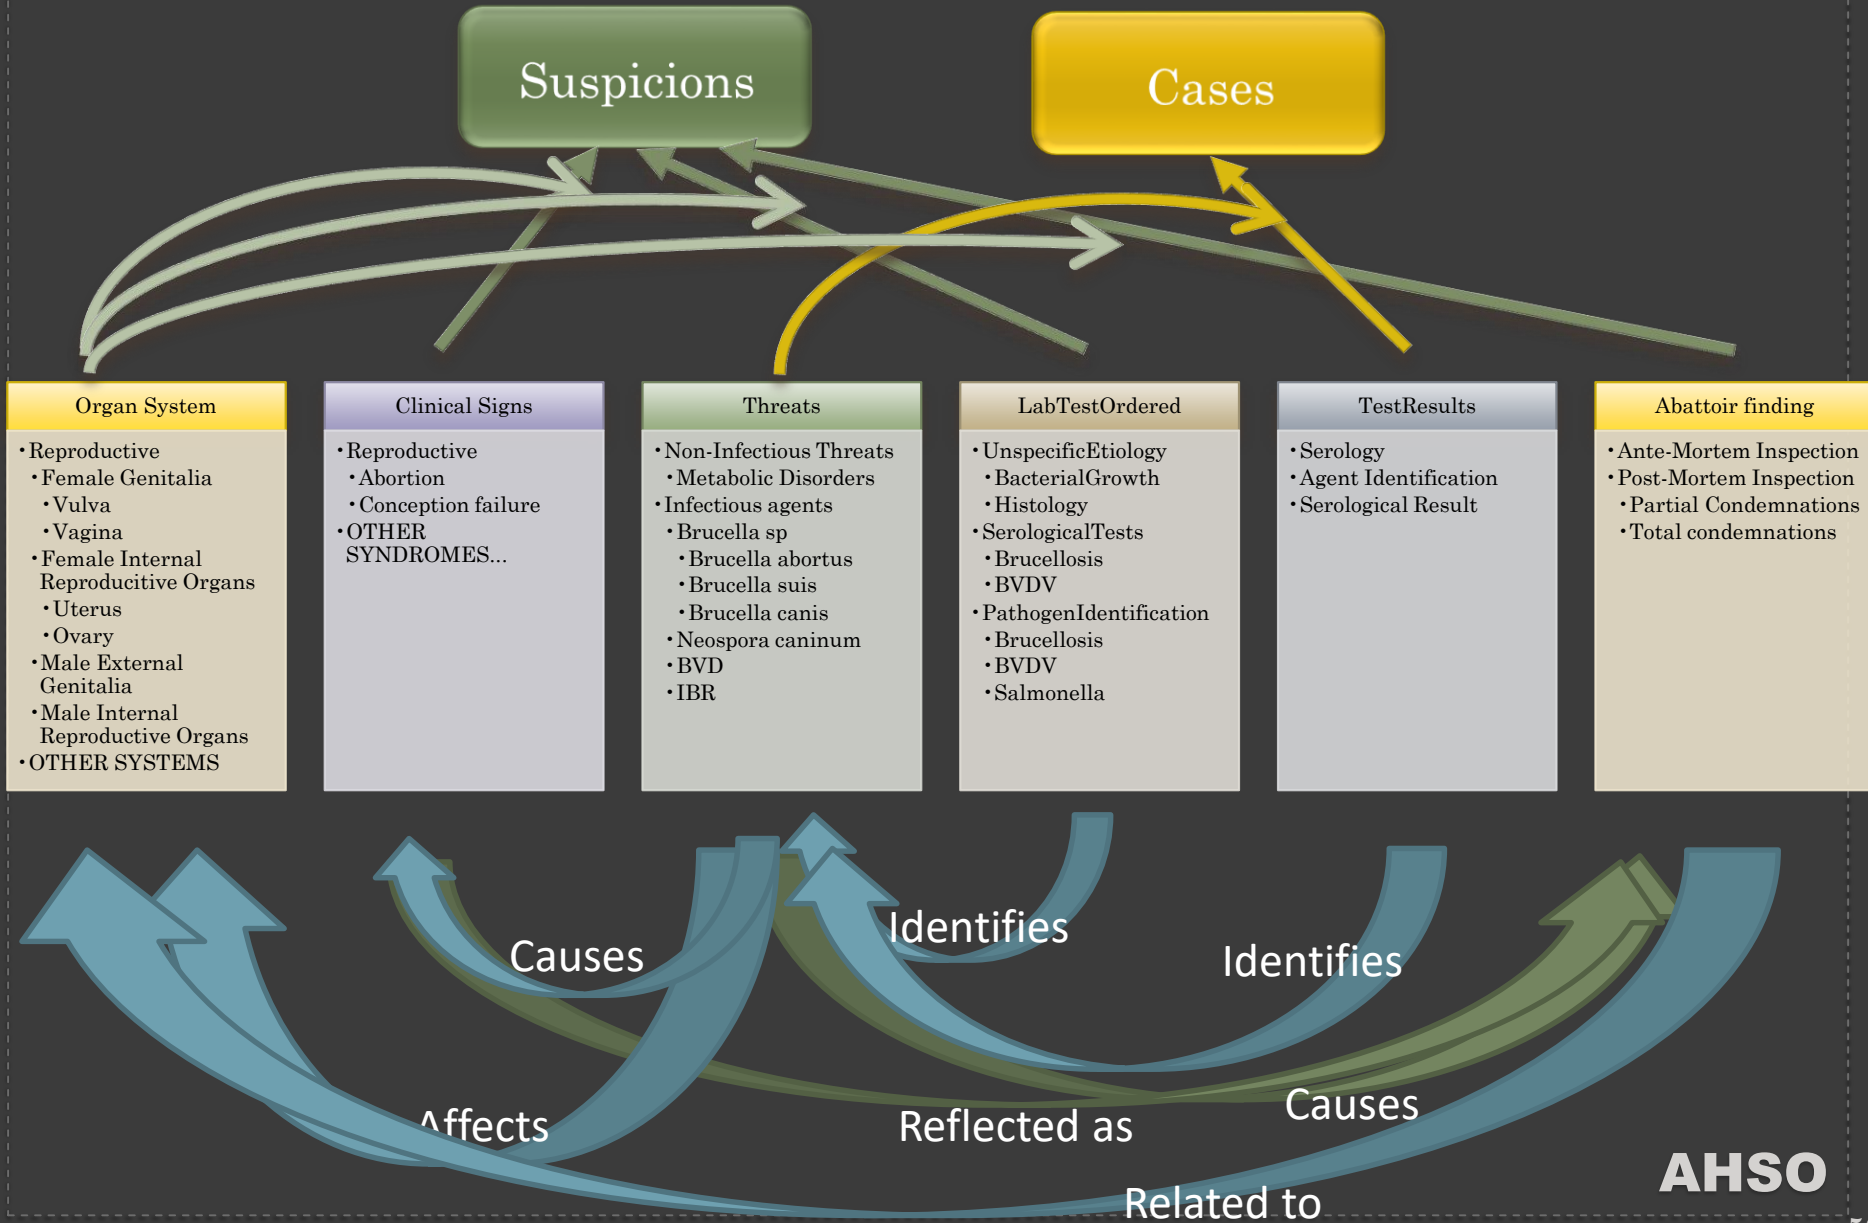 Suspicions
Cases
Organ System
•Reproductive
•Female Genitalia
•Vulva
•Vagina
•Female Internal
Reproducitive Organs
•Uterus
•Ovary
•Male External
Genitalia
•Male Internal
Reproductive Organs
•OTHER SYSTEMS
Clinical Signs
•Reproductive
•Abortion
•Conception failure
•OTHER
SYNDROMES...
Threats
•Non-Infectious Threats
•Metabolic Disorders
•Infectious agents
•Brucella sp
•Brucella abortus
•Brucella suis
•Brucella canis
•Neospora caninum
•BVD
•IBR
LabTestOrdered
•UnspecificEtiology
•BacterialGrowth
•Histology
•SerologicalTests
•Brucellosis
•BVDV
•PathogenIdentification
•Brucellosis
•BVDV
•Salmonella
TestResults
•Serology
•Agent Identification
•Serological Result
Abattoir finding
•Ante-Mortem Inspection
•Post-Mortem Inspection
•Partial Condemnations
•Total condemnations
Causes
Identifies
Identifies
Affects
Reflected as
Causes
Related to
AHSO